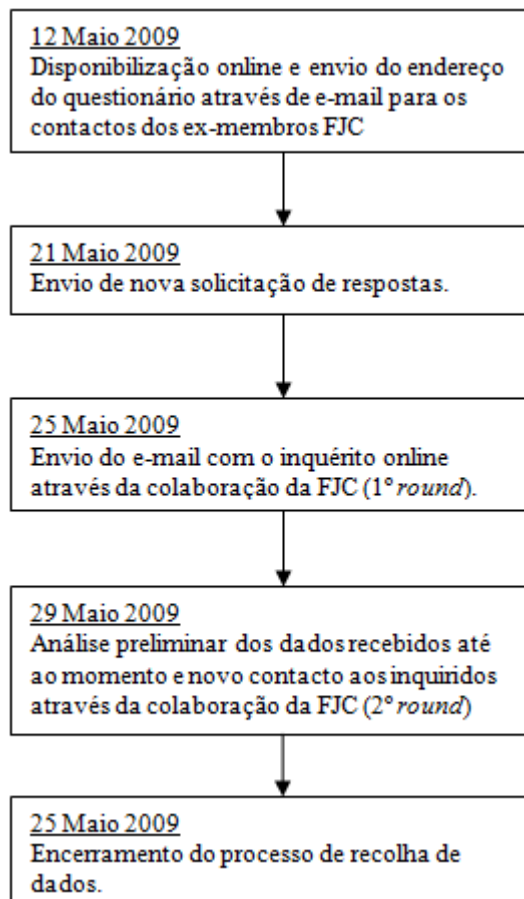 12 Maio 2009
Disponibilização online e envio do endereço
do questionário através de e-mail para os
contactos dos ex-membros FJC
21 Maio 2009
Envio de nova solicitação de respostas.
25 Maio 2009
Envio do e-mail com o inquérito online
através da colaboração da FJC (1º round).
29 Maio 2009
Análise preliminar dos dados recebidos até
ao momento e novo contacto aos inquiridos
através da colaboração da FJC (2º round)
25 Maio 2009
Encerramento do processo de recolha de
dados.